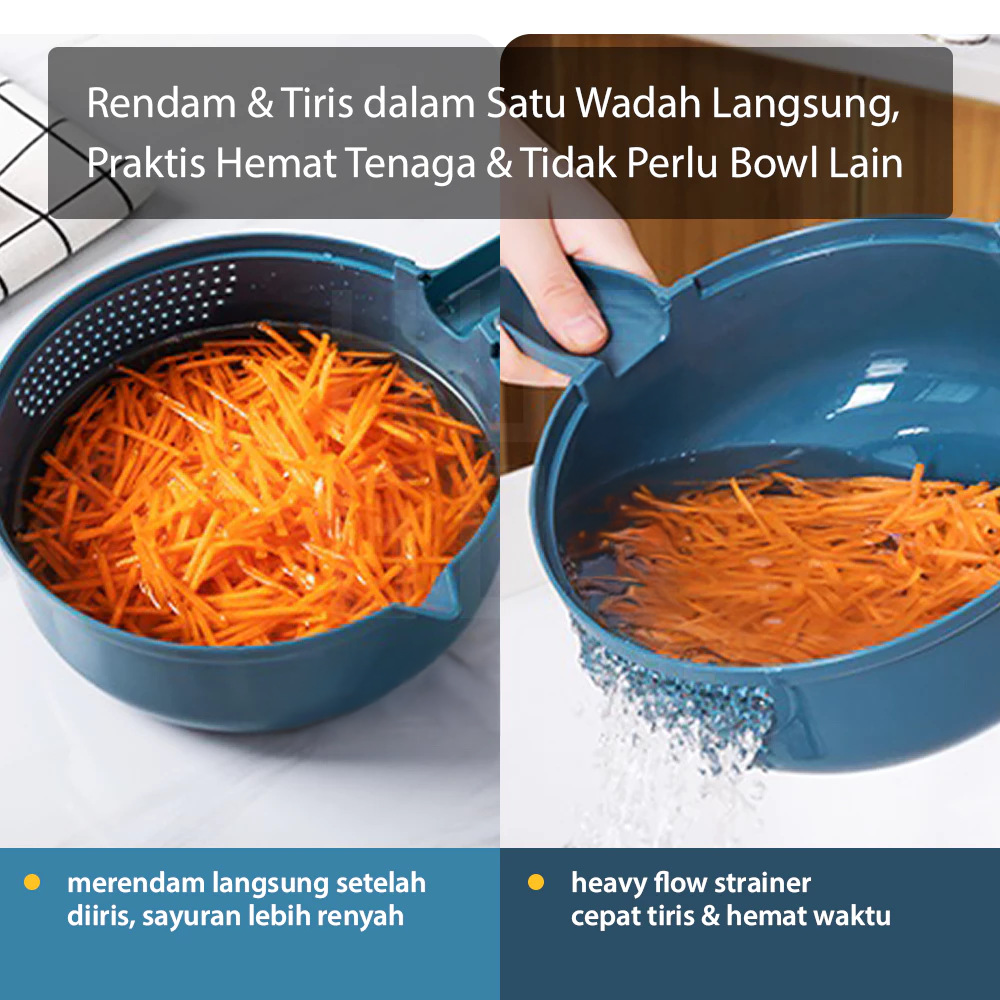 Rendam & Tiris dalam Satu Wadah Langsung,
Praktis Hemat Tenaga & Tidak Perlu Bowl Lain
merendam langsung setelah
diiris, sayuran lebih renyah
heavy flow strainer
cepat tiris & hemat waktu